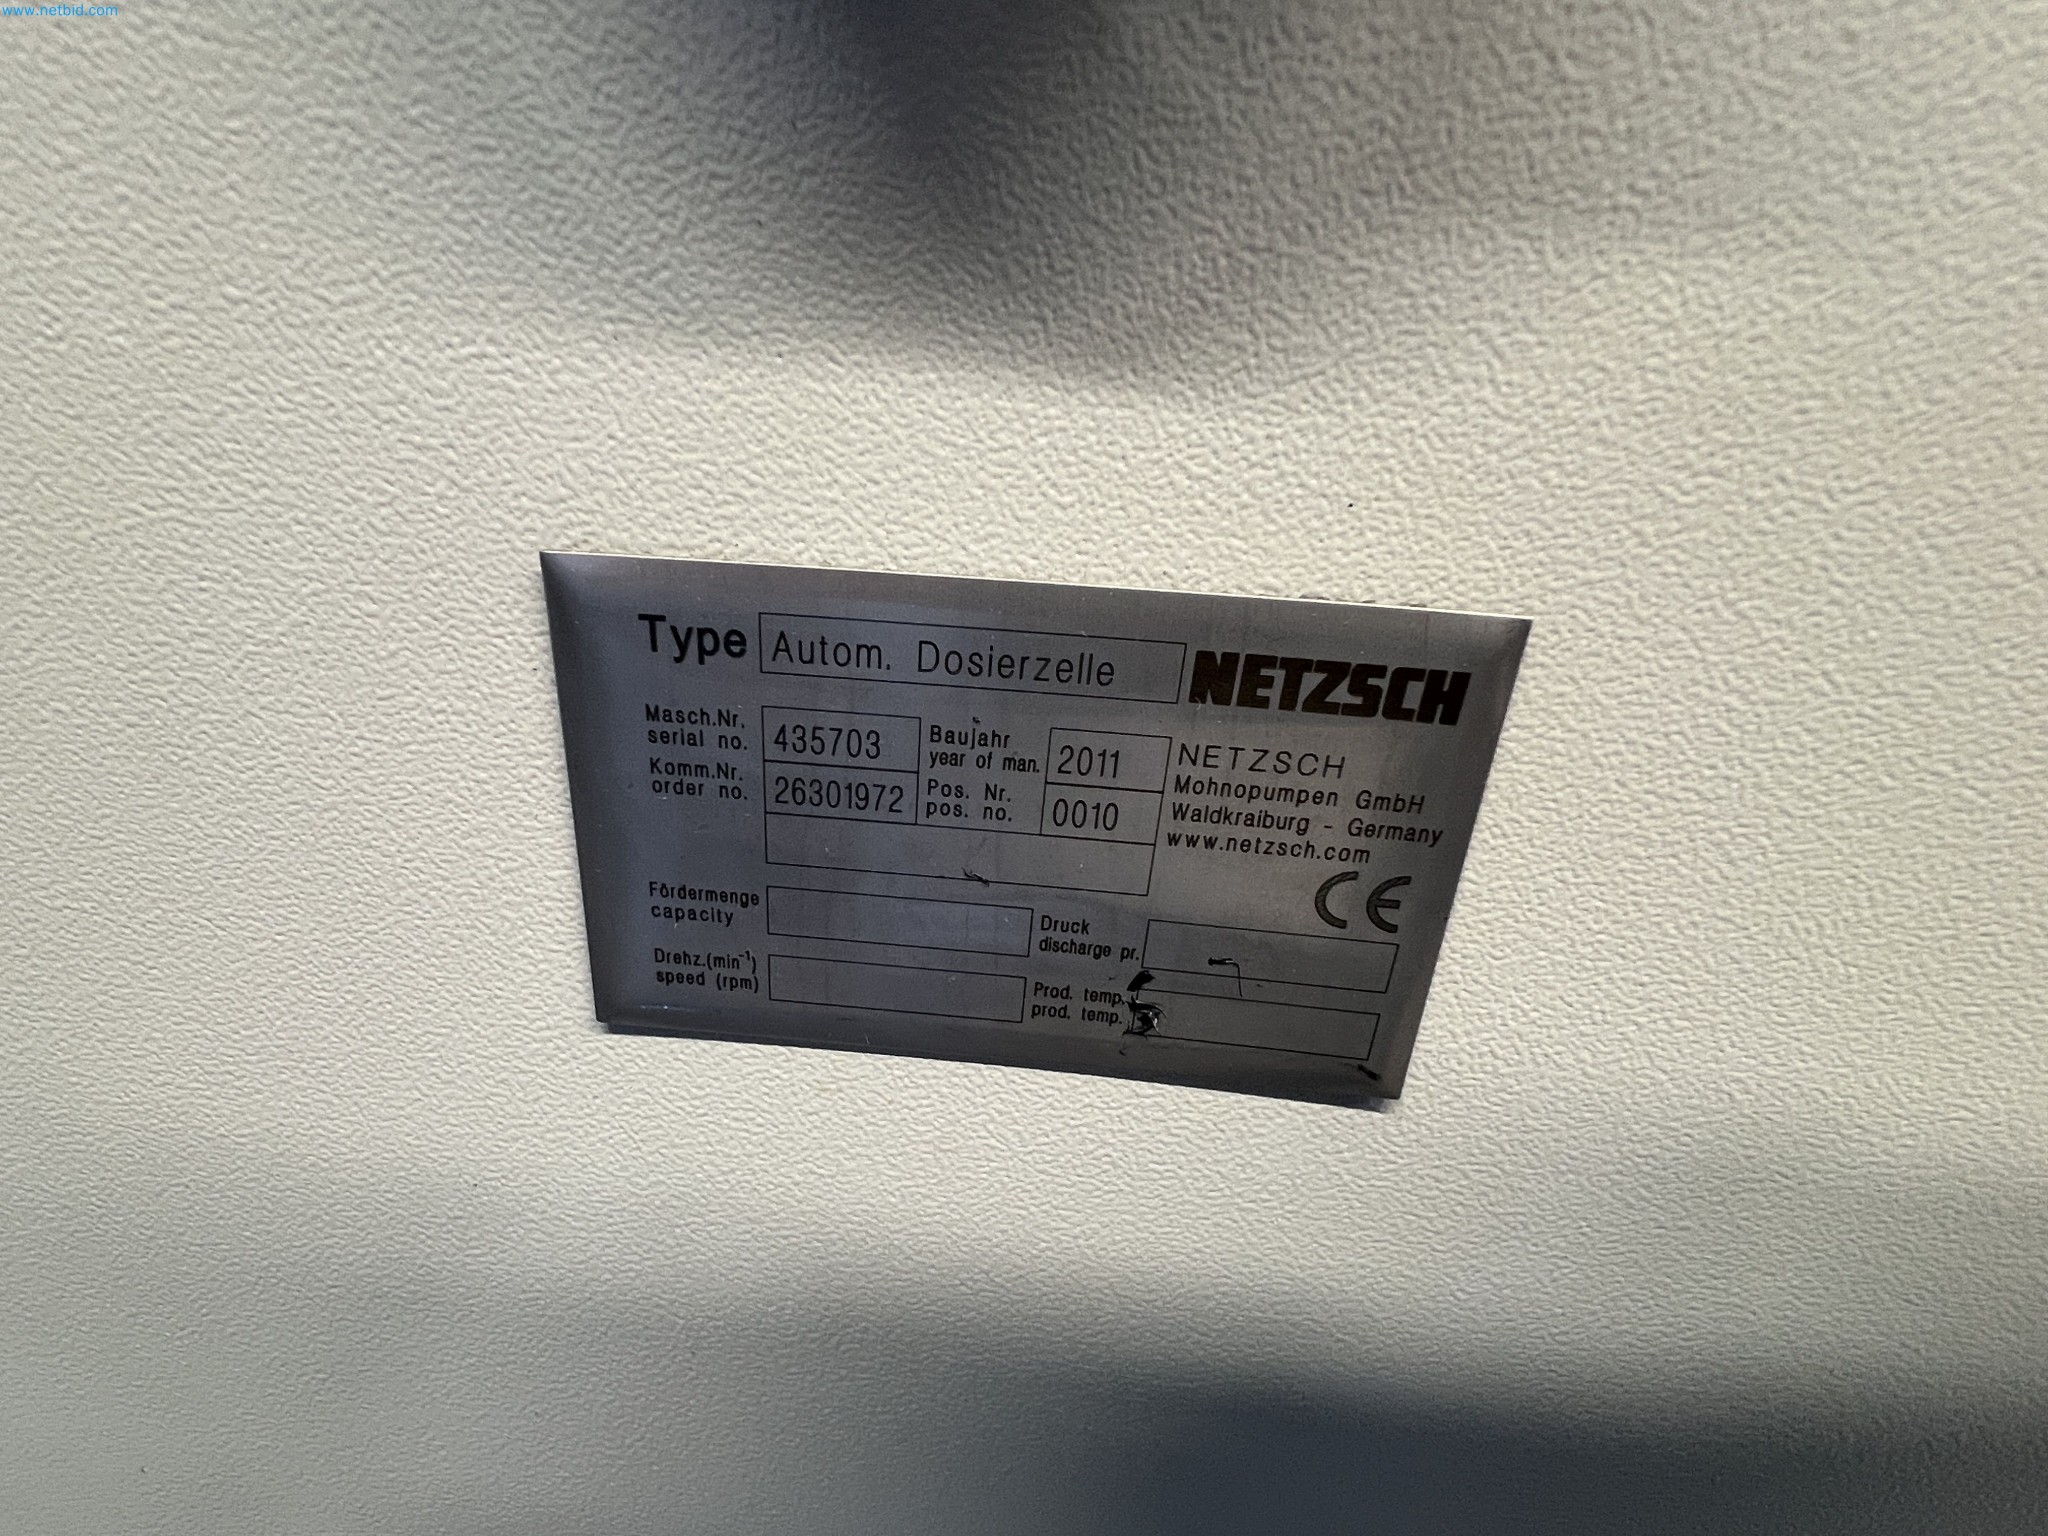 www.netbid.com
Type Autom. Dosierzelle NETZSCH
Masch.Nr. serial no. 435703 Baujahr year of man. 2011
Komm.Nr. order no. 26301972 Pos. Nr. pos. no. 0010
NETZSCH
Mohnopumpen GmbH
Waldkraiburg - Germany
www.netzsch.com
CE
Fördermenge
capacity
Druck
discharge pr.
Drehz.(min⁻¹)
speed (rpm)
Prod. temp.
prod. temp.